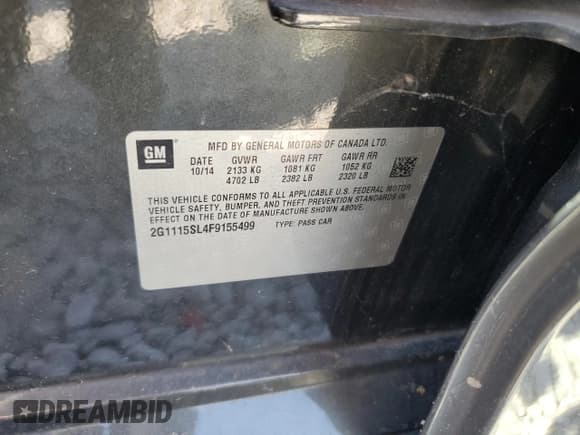 GM
MFD BY GENERAL MOTORS OF CANADA LTD.
DATE GVWR GAWR FRT GAWR RR
10/14 2133 KG 1081 KG 1052 KG
4702 LB 2382 LB 2320 LB
THIS VEHICLE CONFORMS TO ALL APPLICABLE U.S. FEDERAL MOTOR
VEHICLE SAFETY, BUMPER, AND THEFT PREVENTION STANDARDS IN
EFFECT ON THE DATE OF MANUFACTURE SHOWN ABOVE.
2G1115SL4F9155499 TYPE: PASS CAR
DREAMBID